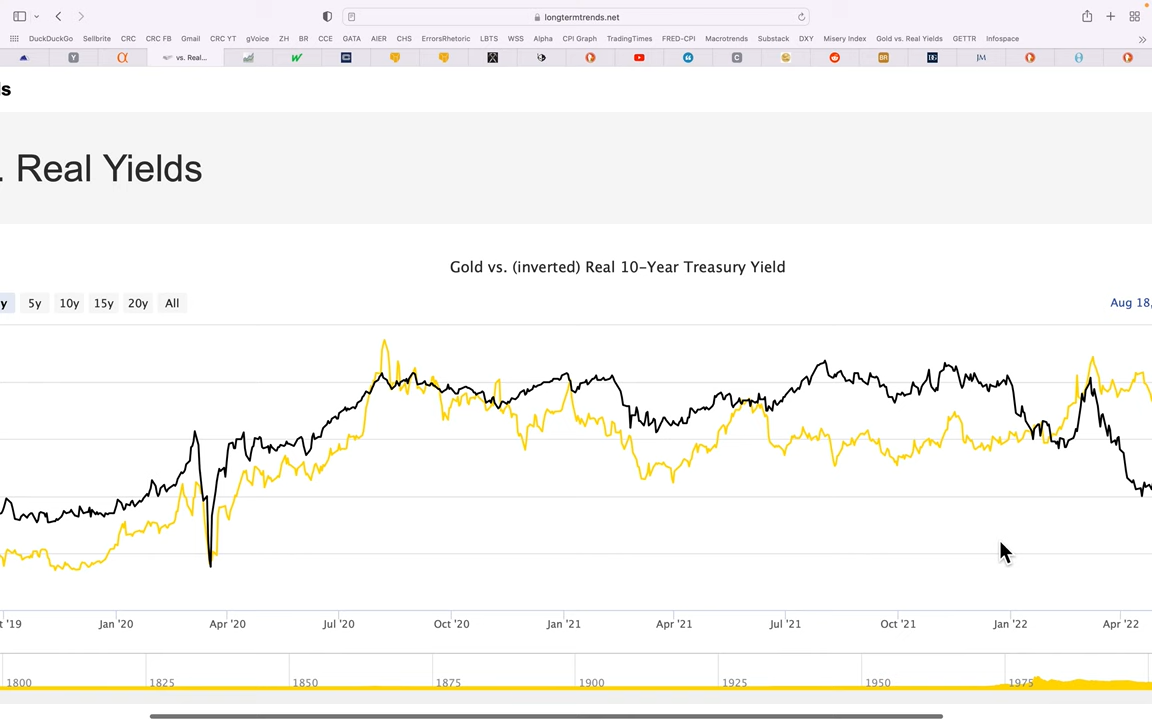 longtermtrends.net
DuckDuckGo Sellbrite CRC CRC FB Gmail CRC YT gVoice ZH BR CCE GATA AIER CHS ErrorsRhetoric LBTS WSS Alpha CPI Graph TradingTimes FRED-CPI Macrotrends Substack DXY Misery Index Gold vs. Real Yields GETTR Infospace
vs. Real...
s
. Real Yields
Gold vs. (inverted) Real 10-Year Treasury Yield
y 5y 10y 15y 20y All
Aug 18,
t '19 Jan '20 Apr '20 Jul '20 Oct '20 Jan '21 Apr '21 Jul '21 Oct '21 Jan '22 Apr '22
1800 1825 1850 1875 1900 1925 1950 1975